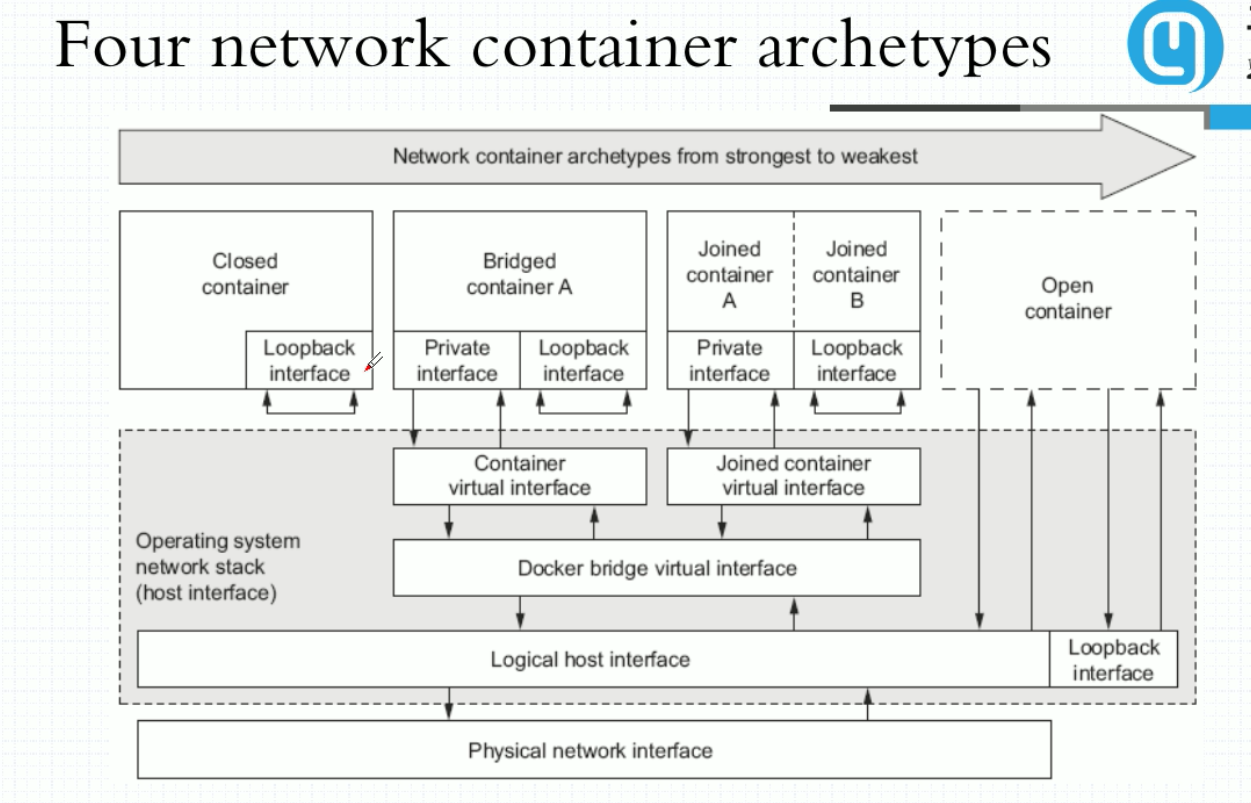 Four network container archetypes
Network container archetypes from strongest to weakest
Closed
container
Loopback
interface
Bridged
container A
Private
interface
Loopback
interface
Joined
container
A
Joined
container
B
Private
interface
Loopback
interface
Open
container
Container
virtual interface
Joined container
virtual interface
Operating system
network stack
(host interface)
Docker bridge virtual interface
Logical host interface
Loopback
interface
Physical network interface